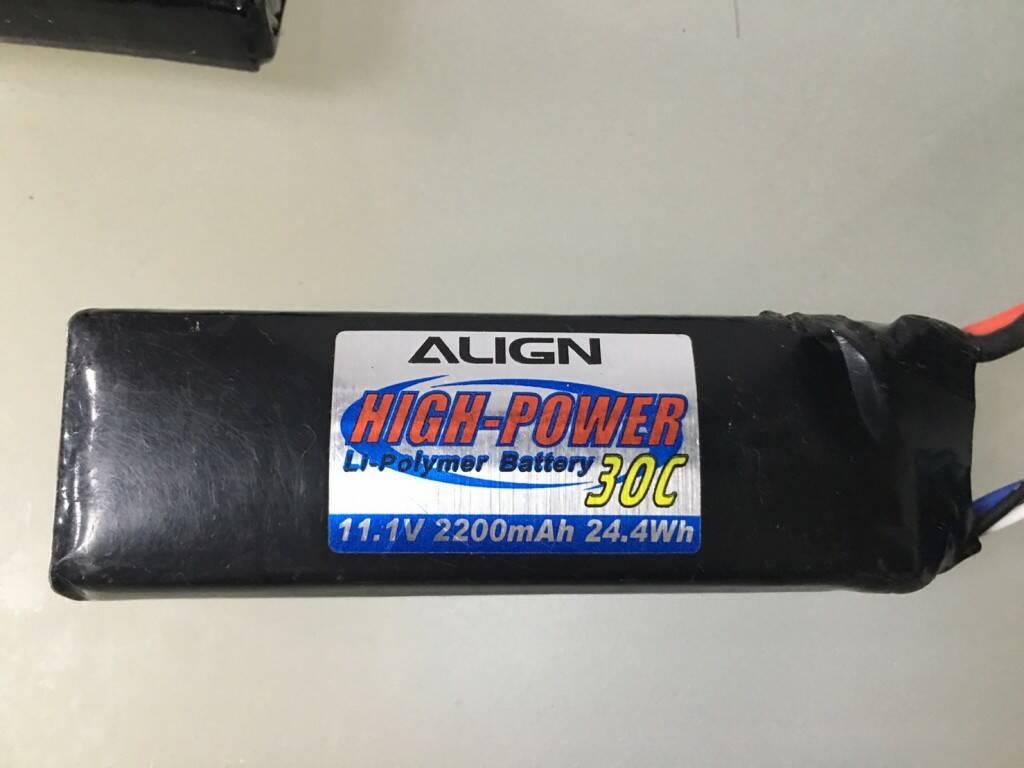 ALIGN
HIGH-POWER
Li-Polymer Battery
30C
11.1V 2200mAh 24.4Wh